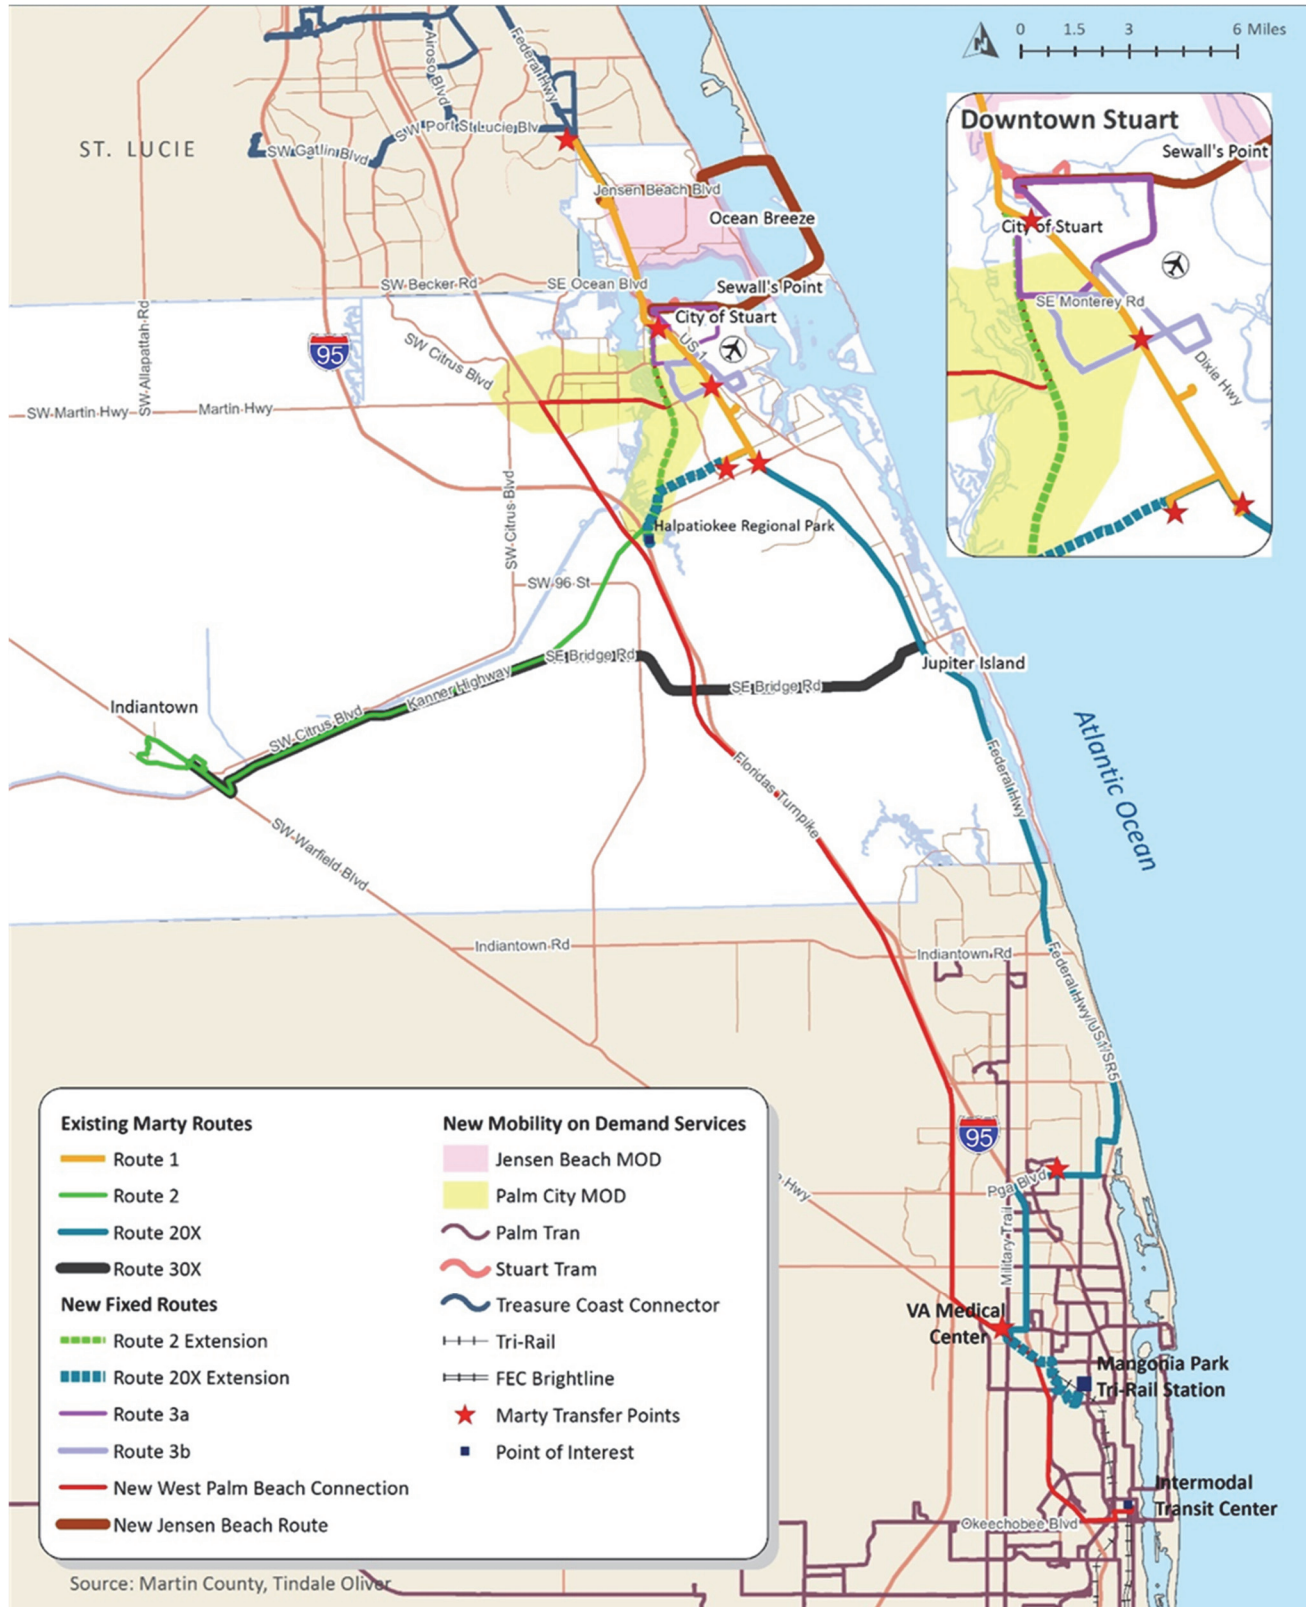 0 1.5 3 6 Miles
N
Downtown Stuart
Sewall's Point
City of Stuart
SE Monterey Rd
Dixie Hwy
Airoso Blvd
Federal Hwy
ST. LUCIE
SW Port St Lucie Blv
SW Gatlin Blvd
Jensen Beach Blvd
Ocean Breeze
SW Becker Rd
SE Ocean Blvd
Sewall's Point
City of Stuart
US 1
SW Allapattah Rd
95
SW Citrus Blvd
SW Martin Hwy
Martin Hwy
SW Citrus Blvd
Halpatiokee Regional Park
SW 96 St
SE Bridge Rd
Jupiter Island
Kanner Highway
SE Bridge Rd
Indiantown
SW Citrus Blvd
Atlantic Ocean
Federal Hwy
Floridas Turnpike
SW Warfield Blvd
Indiantown Rd
Indiantown Rd
Federal Hwy/US1/SR5
95
Pga Blvd
Hwy
Military Trail
VA Medical
Center
Mangonia Park
Tri-Rail Station
Intermodal
Transit Center
Okeechobee Blvd
Existing Marty Routes
Route 1
Route 2
Route 20X
Route 30X
New Fixed Routes
Route 2 Extension
Route 20X Extension
Route 3a
Route 3b
New West Palm Beach Connection
New Jensen Beach Route
New Mobility on Demand Services
Jensen Beach MOD
Palm City MOD
Palm Tran
Stuart Tram
Treasure Coast Connector
Tri-Rail
FEC Brightline
Marty Transfer Points
Point of Interest
Source: Martin County, Tindale Oliver